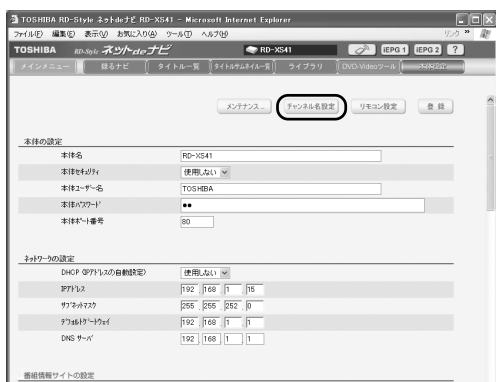 TOSHIBA RD-Style ネットdeナビ RD-XS41 - Microsoft Internet Explorer
ファイル(F) 編集(E) 表示(V) お気に入り(A) ツール(T) ヘルプ(H) リンク »
TOSHIBA RD-Style ネットdeナビ RD-XS41 iEPG 1 iEPG 2 ?
メインメニュー 録るナビ タイトル一覧 タイトルサムネイル一覧 ライブラリ DVD-Videoツール
メンテナンス... チャンネル名設定 リモコン設定 登録
本体の設定
本体名 RD-XS41
本体セキュリティ 使用しない
本体ユーザー名 TOSHIBA
本体パスワード ●●
本体ポート番号 80
ネットワークの設定
DHCP (IPアドレスの自動設定) 使用しない
IPアドレス 192 . 168 . 1 . 15
サブネットマスク 255 . 255 . 252 . 0
デフォルトゲートウェイ 192 . 168 . 1 . 1
DNS サーバ 192 . 168 . 1 . 1
番組情報サイトの設定